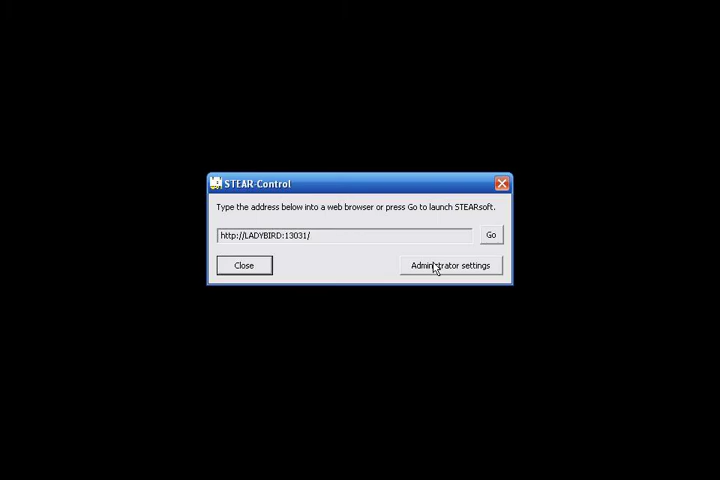 STEAR-Control
Type the address below into a web browser or press Go to launch STEARsoft.
http://LADYBIRD:13031/
Go
Close
Administrator settings